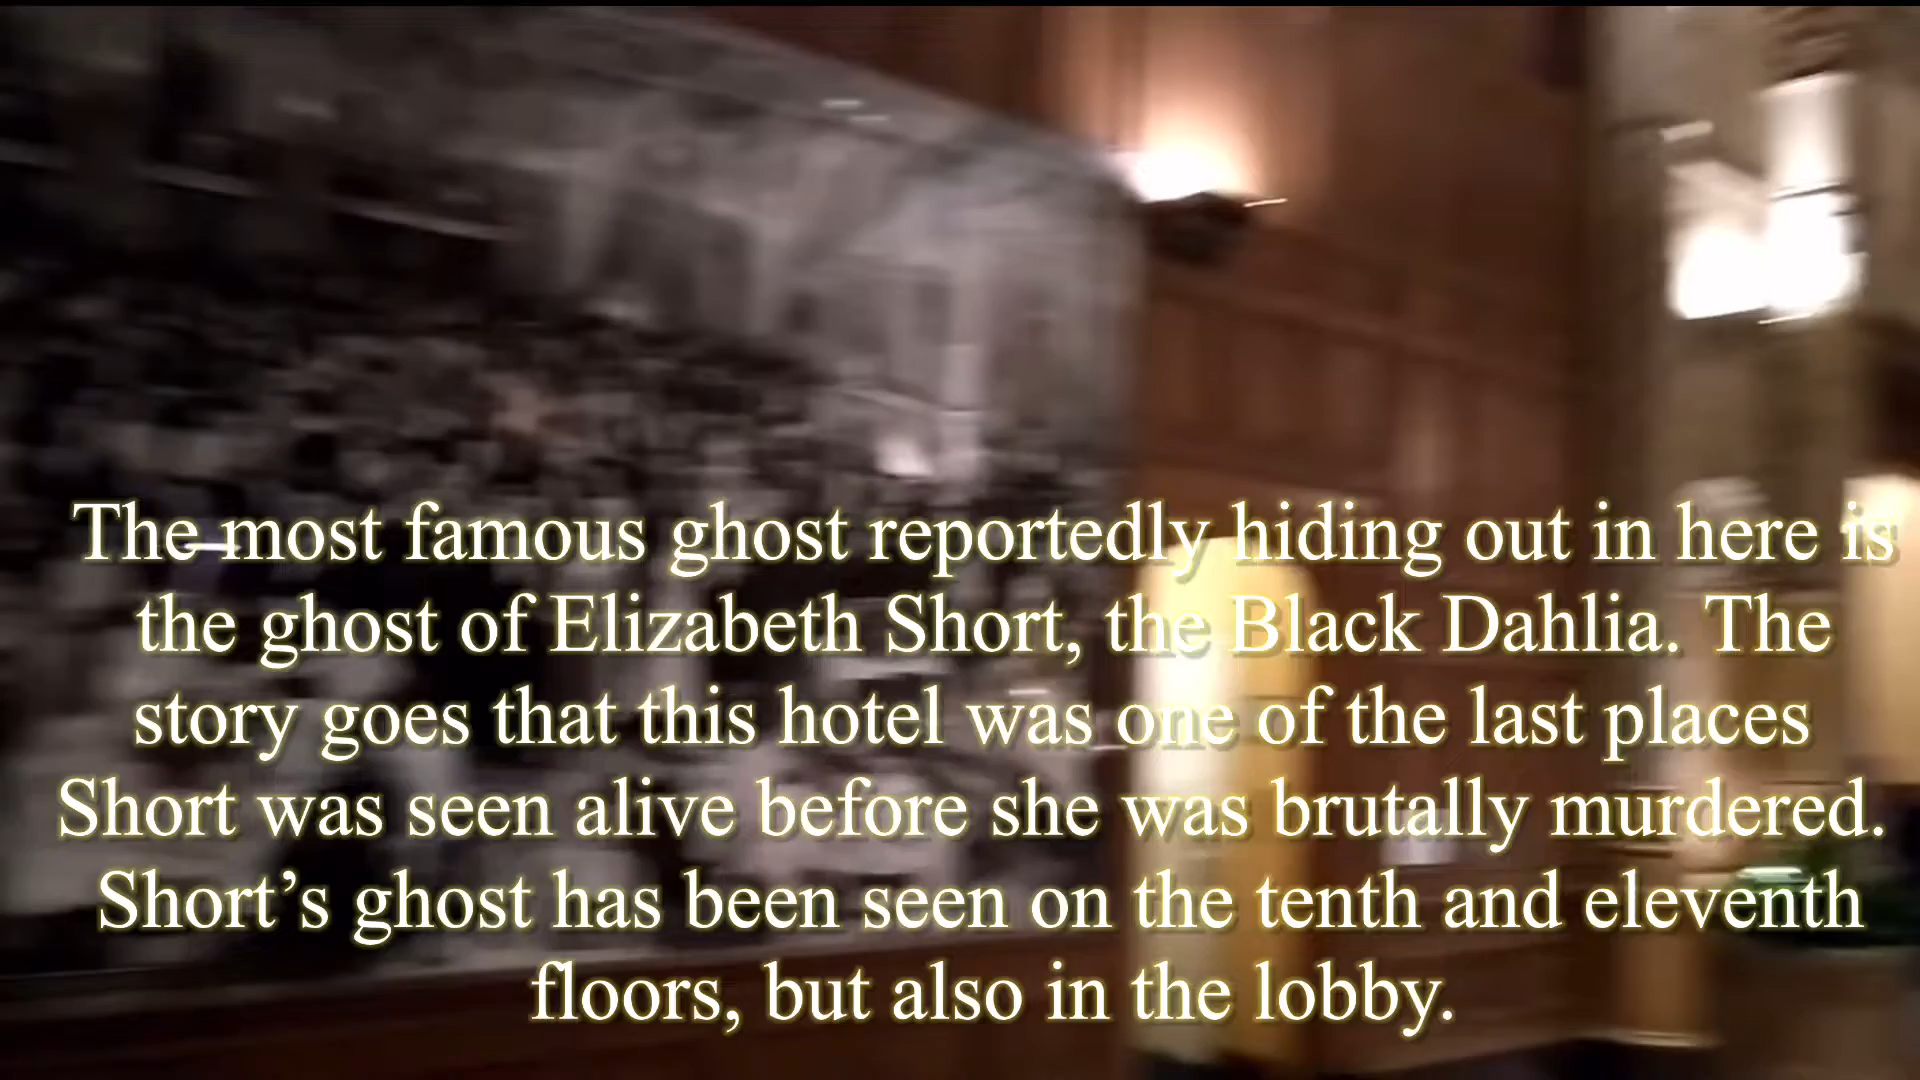 The most famous ghost reportedly hiding out in here is
the ghost of Elizabeth Short, the Black Dahlia. The
story goes that this hotel was one of the last places
Short was seen alive before she was brutally murdered.
Short’s ghost has been seen on the tenth and eleventh
floors, but also in the lobby.